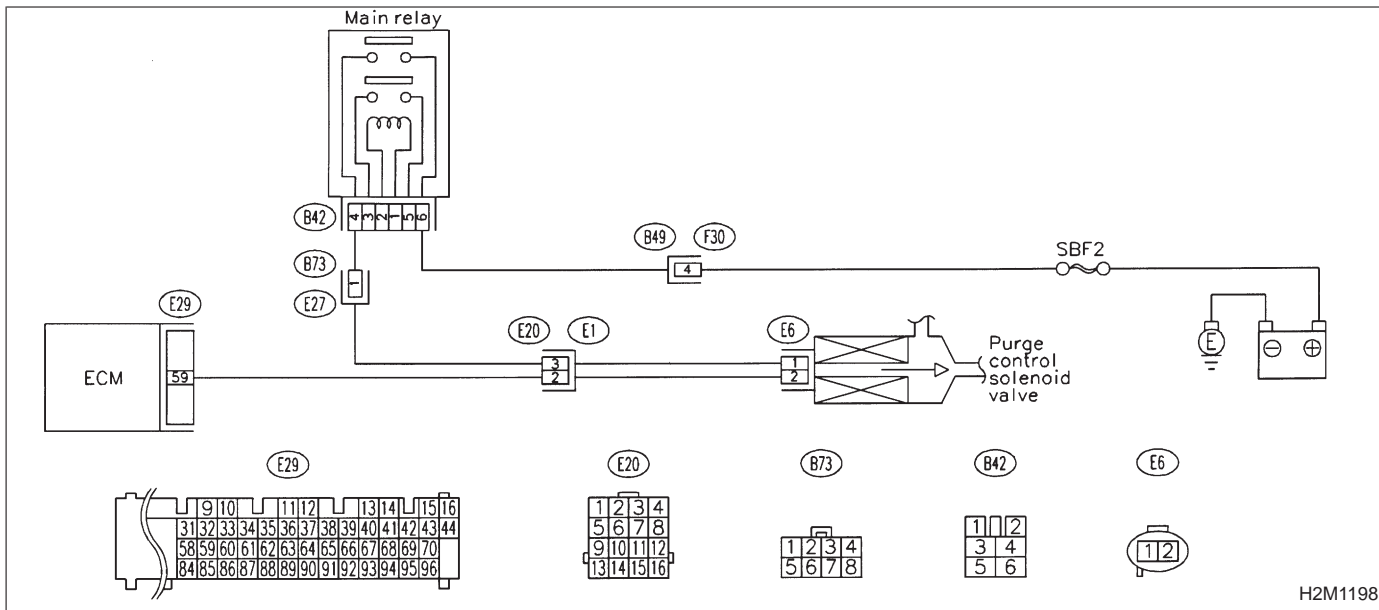 Main relay
B42
4 3 2 1 5 6
B73
1
E27
B49 F30
4
SBF2
E29
ECM
59
E20 E1
3
2
E6
1
2
Purge
control
solenoid
valve
E
⊖ ⊕
E29
9 10 11 12 13 14 15 16
31 32 33 34 35 36 37 38 39 40 41 42 43 44
58 59 60 61 62 63 64 65 66 67 68 69 70
84 85 86 87 88 89 90 91 92 93 94 95 96
E20
1 2 3 4
5 6 7 8
9 10 11 12
13 14 15 16
B73
1 2 3 4
5 6 7 8
B42
1 2
3 4
5 6
E6
1 2
H2M1198